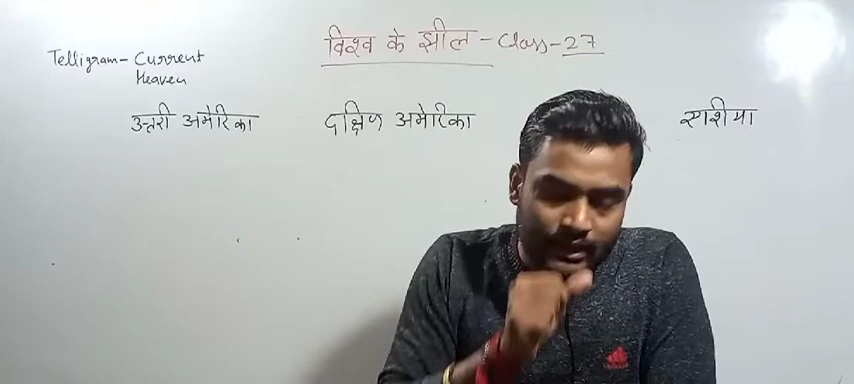 विश्व के झील - Class - 27
Telligram - Current
Heaven
उत्तरी अमेरिका
दक्षिण अमेरिका
एशिया